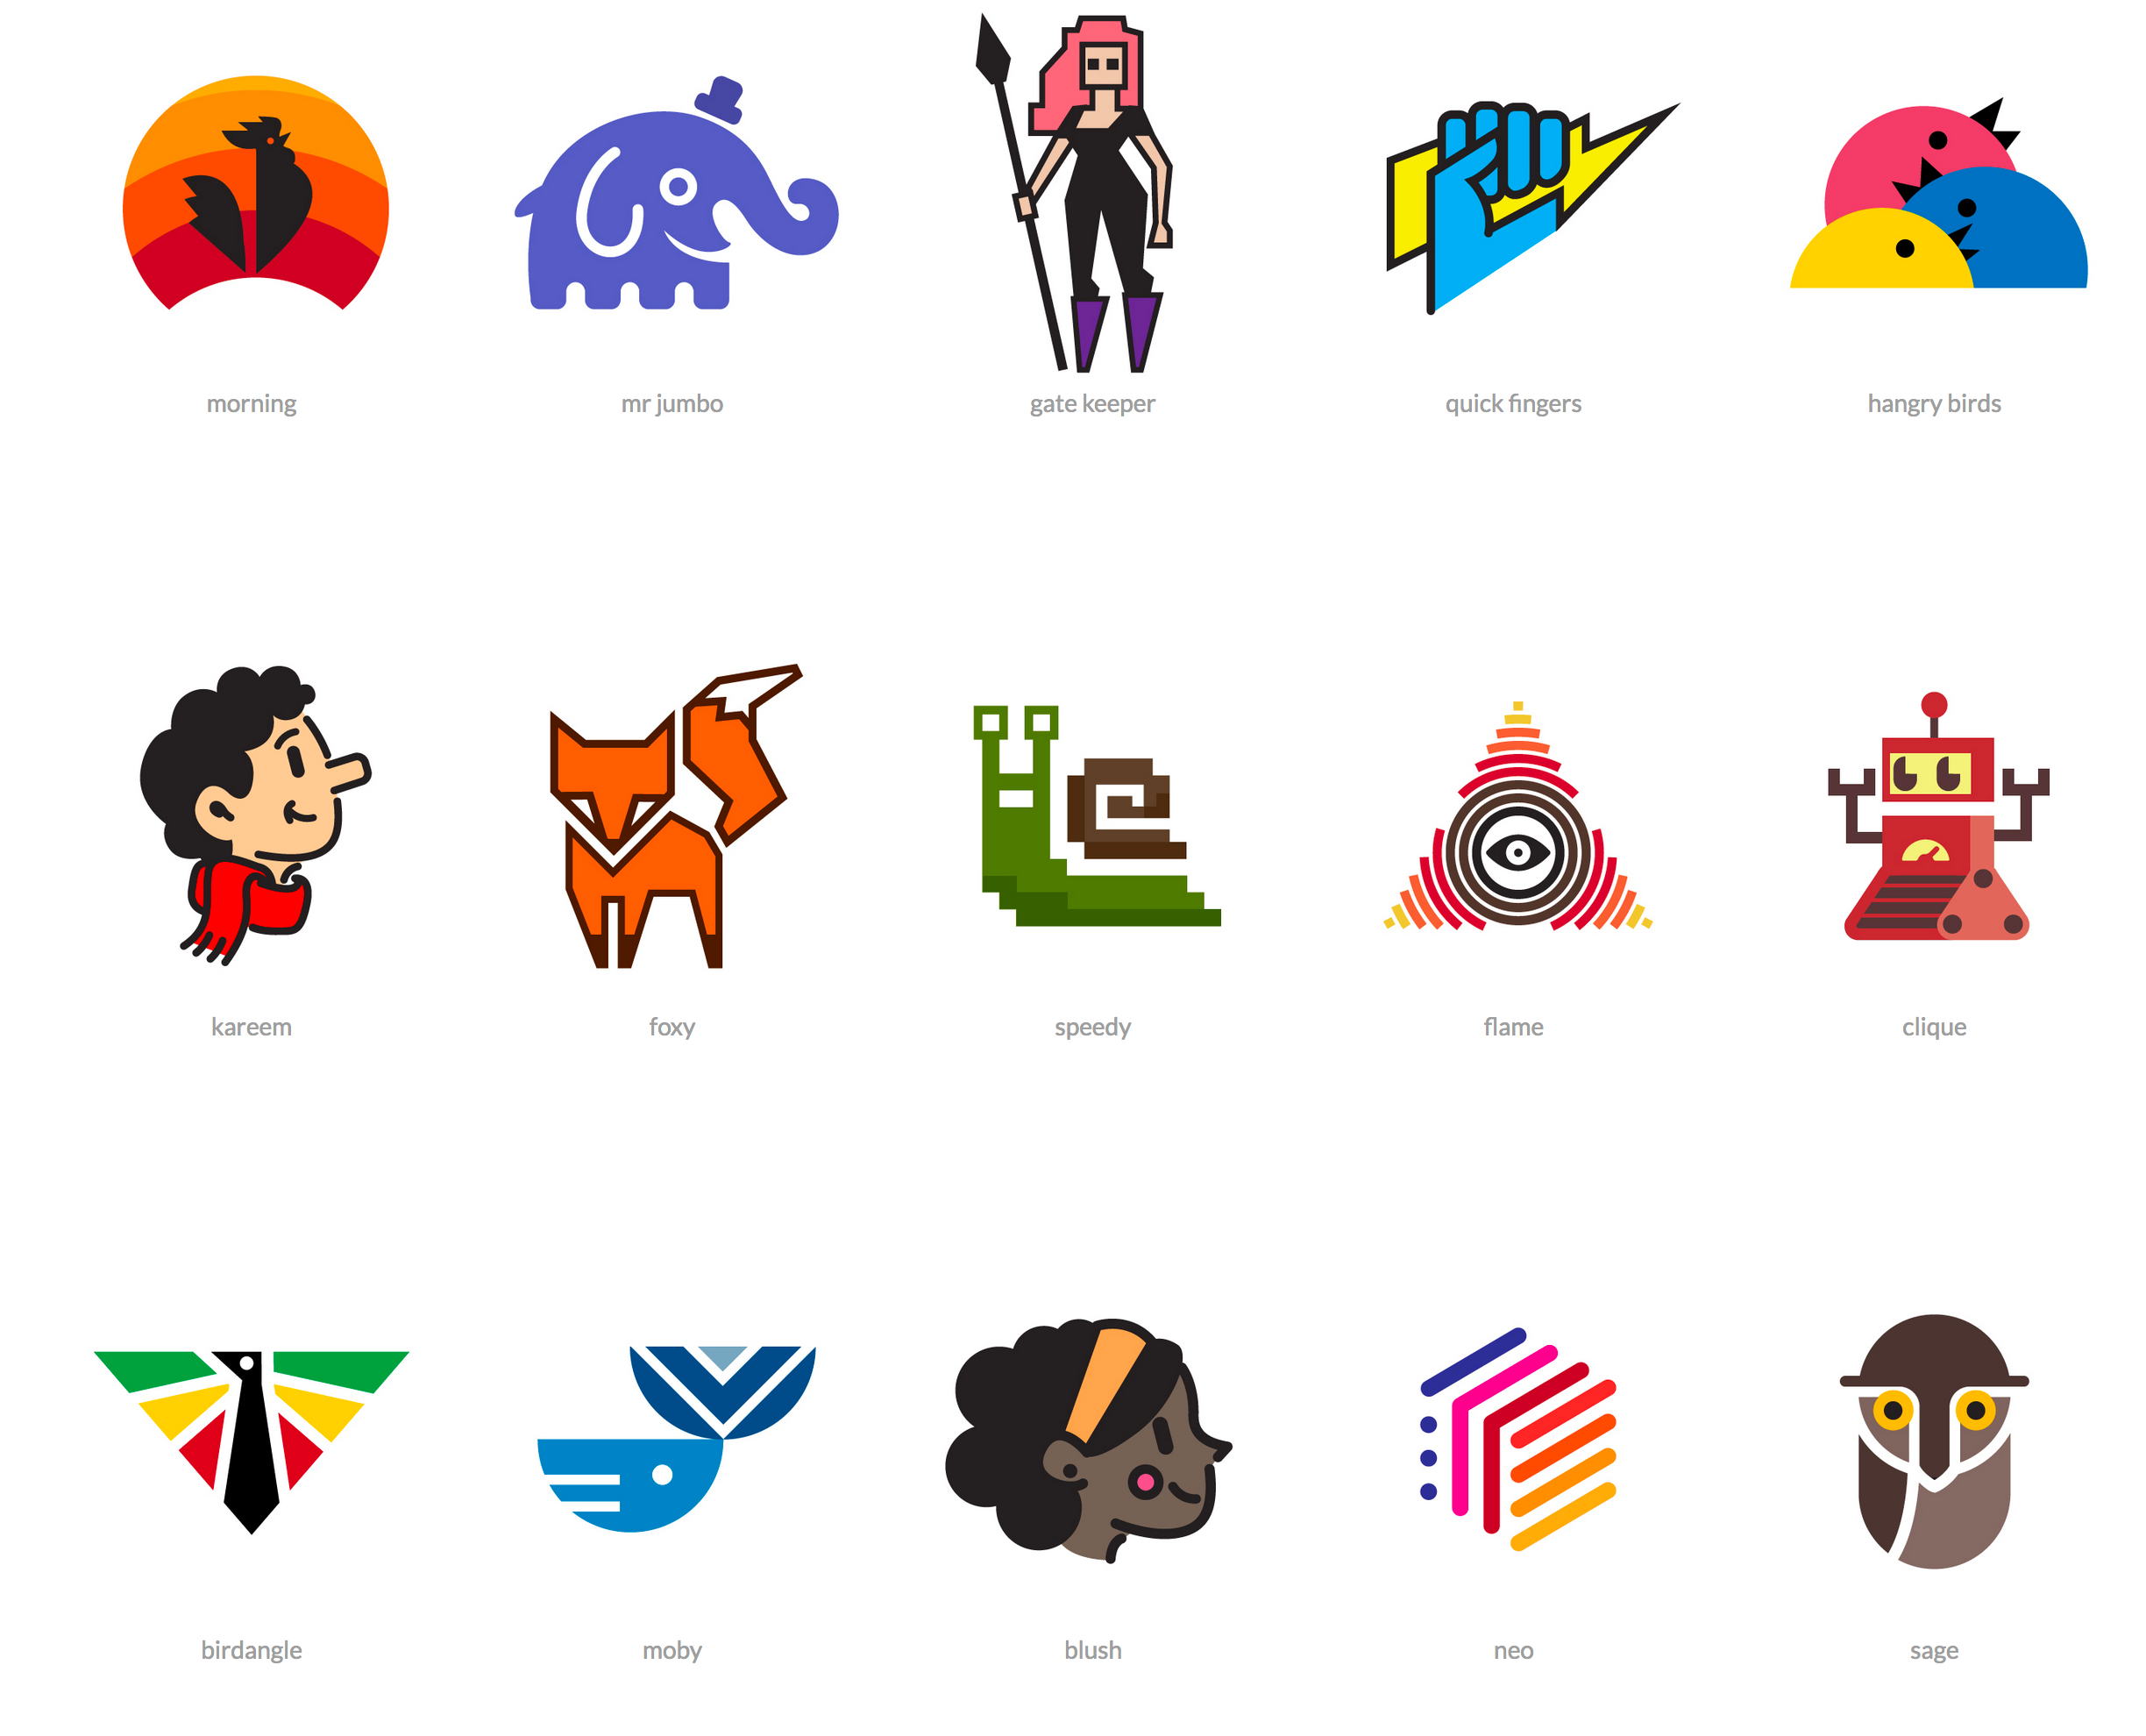 morning
mr jumbo
gate keeper
quick fingers
hangry birds
kareem
foxy
speedy
flame
clique
birdangle
moby
blush
neo
sage